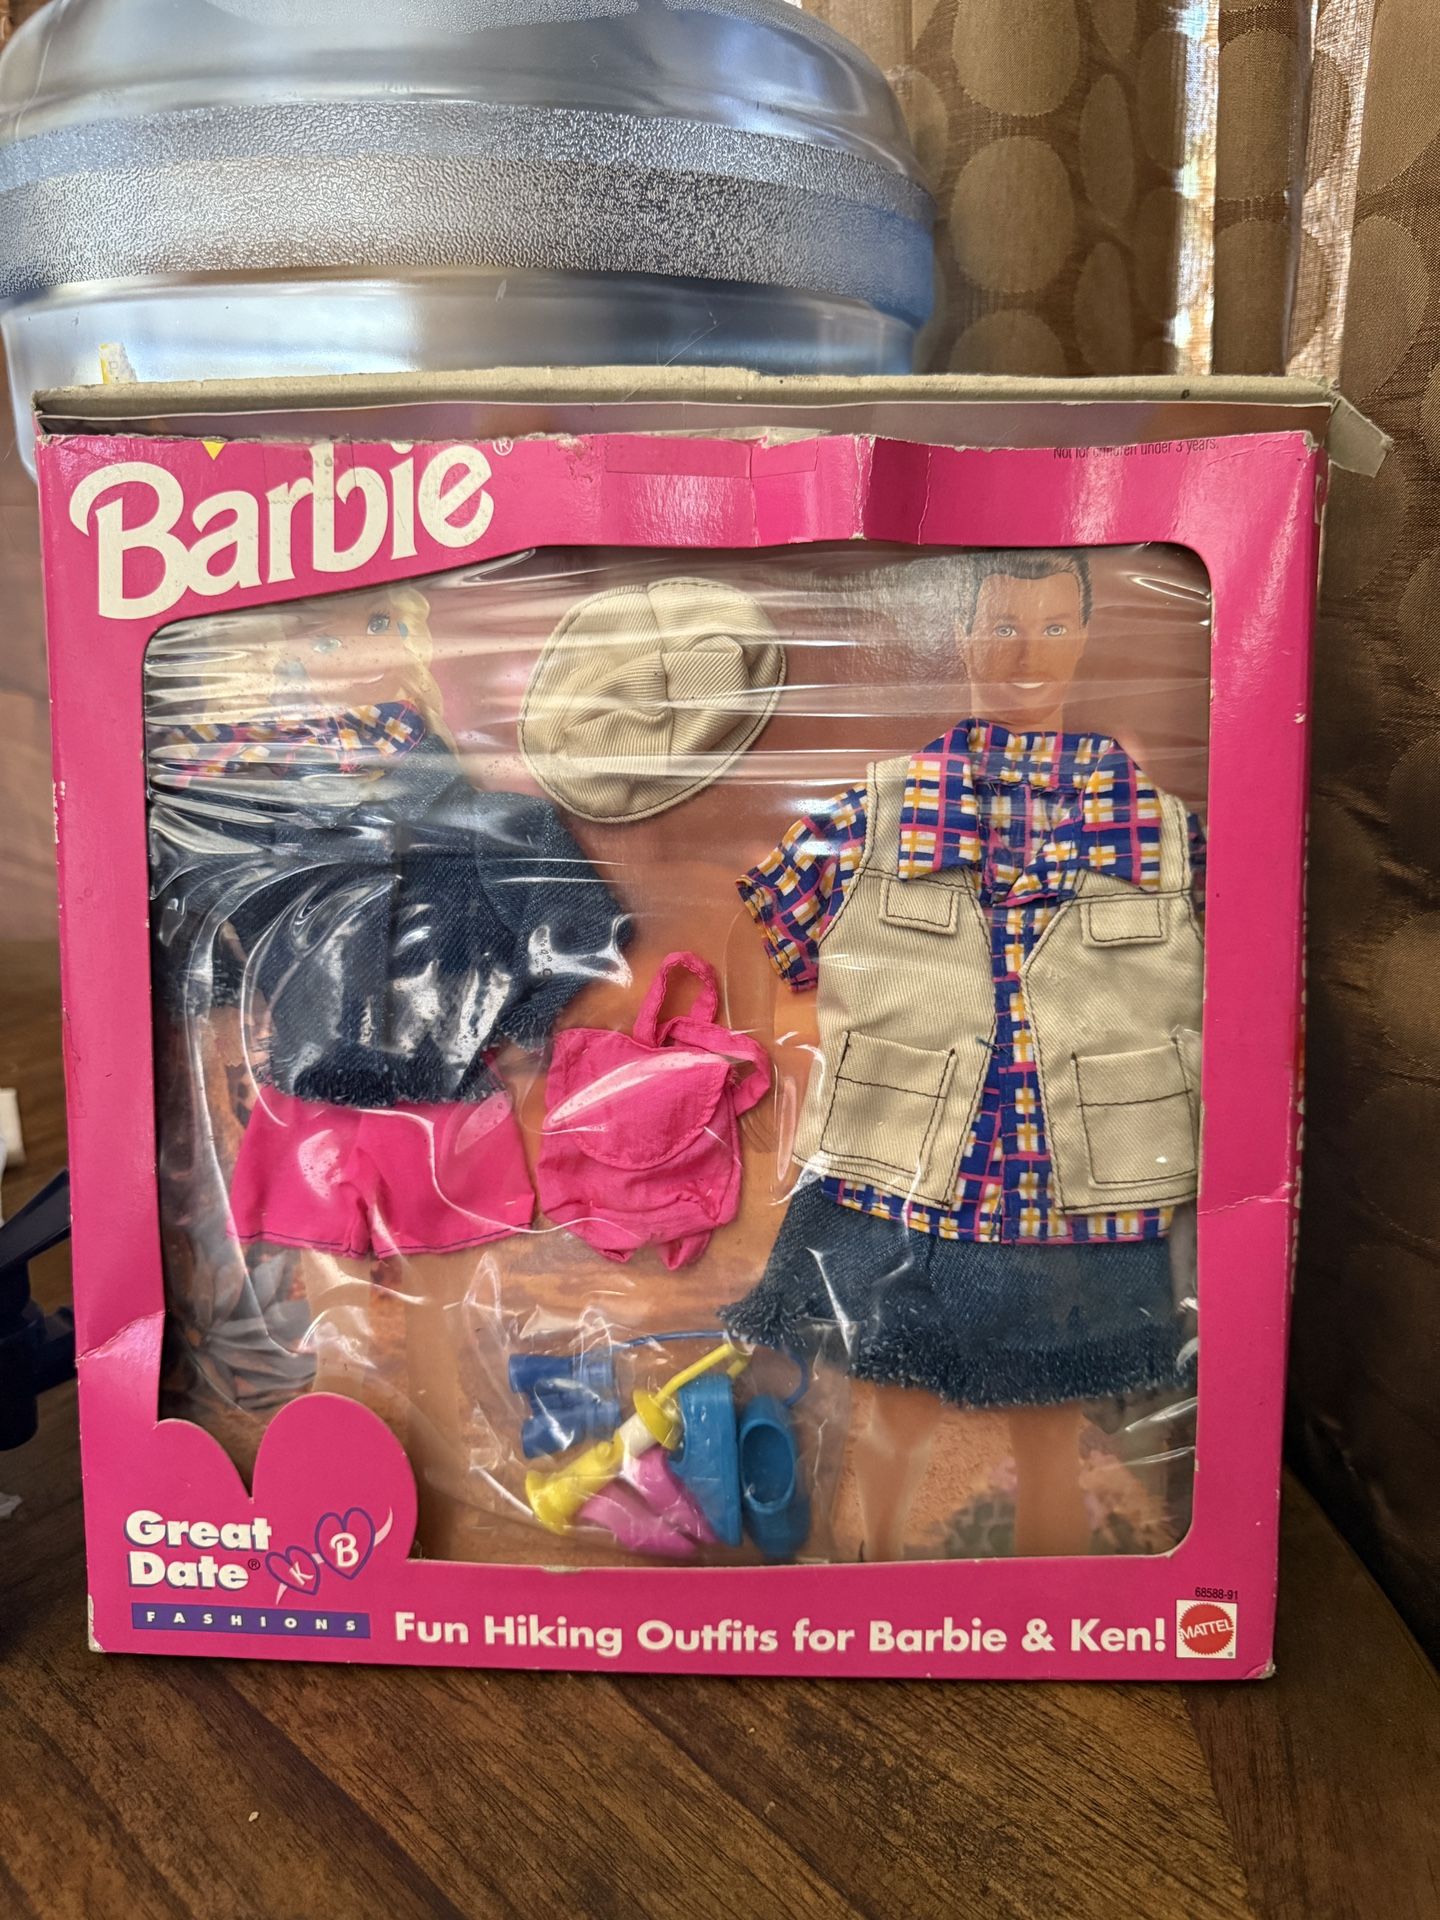 Barbie®
Not for children under 3 years.
Great
Date®
K B
FASHIONS
Fun Hiking Outfits for Barbie & Ken!
68588-91
MATTEL